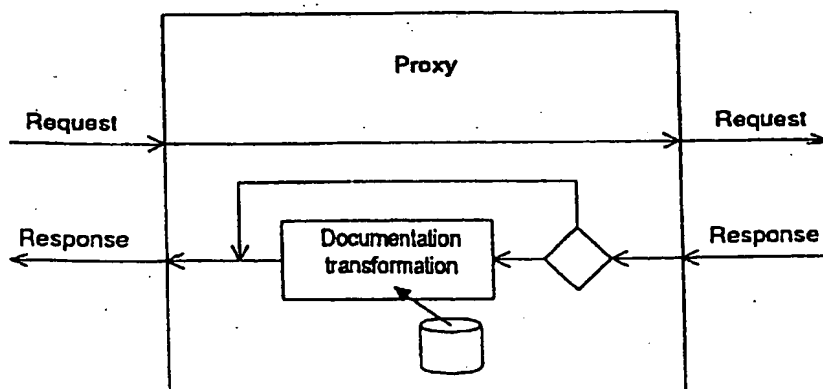 Proxy
Request
Request
Response
Documentation
transformation
Response